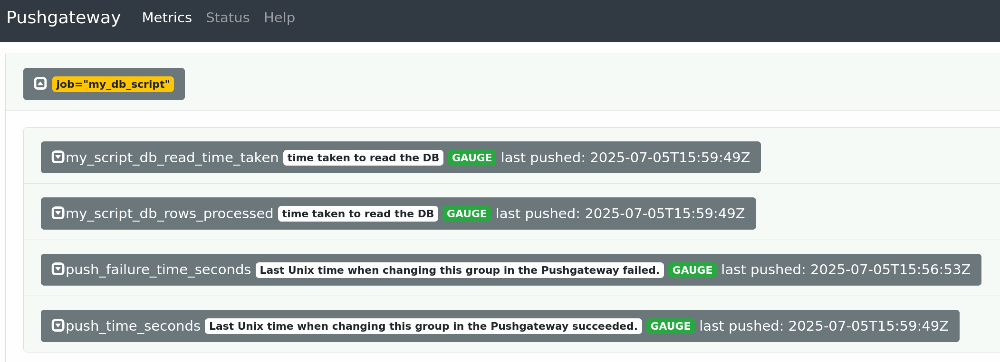 Pushgateway Metrics Status Help
job="my_db_script"
my_script_db_read_time_taken time taken to read the DB GAUGE last pushed: 2025-07-05T15:59:49Z
my_script_db_rows_processed time taken to read the DB GAUGE last pushed: 2025-07-05T15:59:49Z
push_failure_time_seconds Last Unix time when changing this group in the Pushgateway failed. GAUGE last pushed: 2025-07-05T15:56:53Z
push_time_seconds Last Unix time when changing this group in the Pushgateway succeeded. GAUGE last pushed: 2025-07-05T15:59:49Z